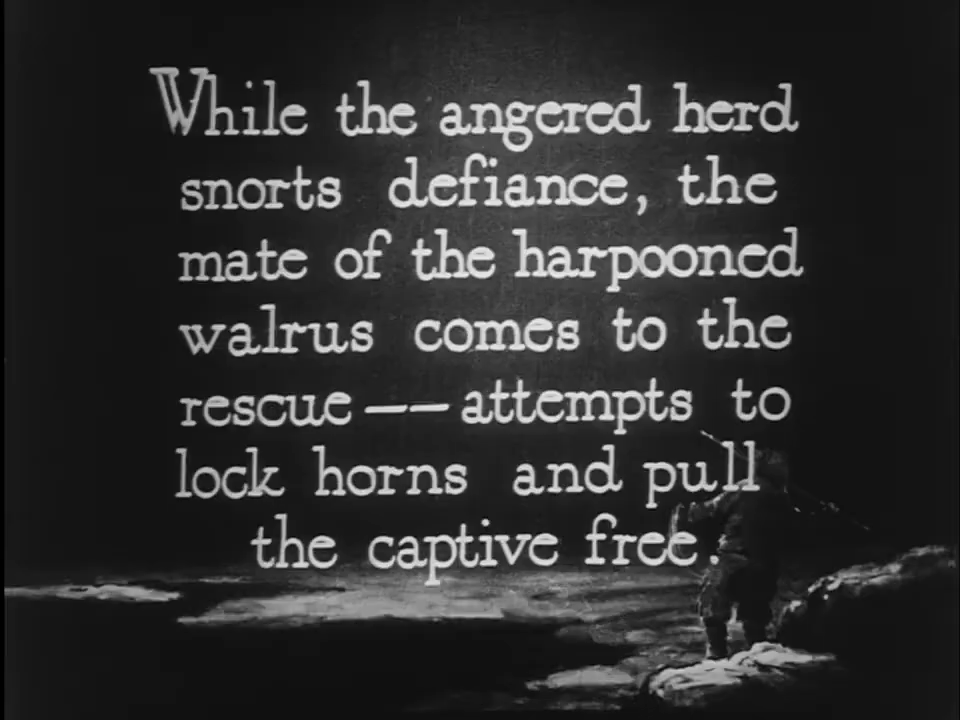 While the angered herd
snorts defiance, the
mate of the harpooned
walrus comes to the
rescue —— attempts to
lock horns and pull
the captive free.